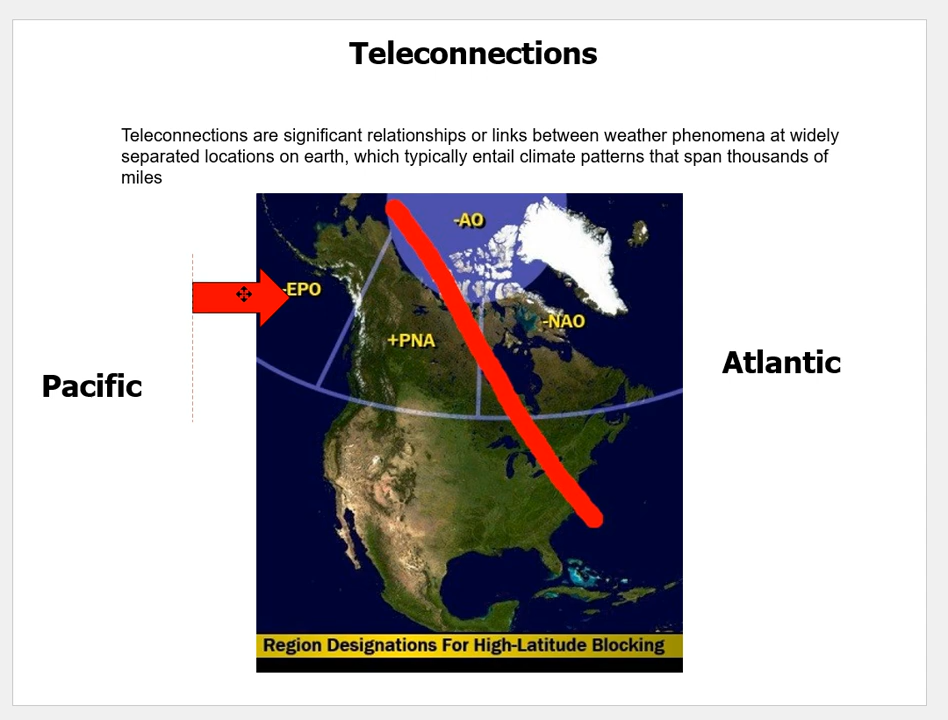 Teleconnections
Teleconnections are significant relationships or links between weather phenomena at widely
separated locations on earth, which typically entail climate patterns that span thousands of
miles
-AO
-EPO
-NAO
+PNA
Atlantic
Pacific
Region Designations For High-Latitude Blocking